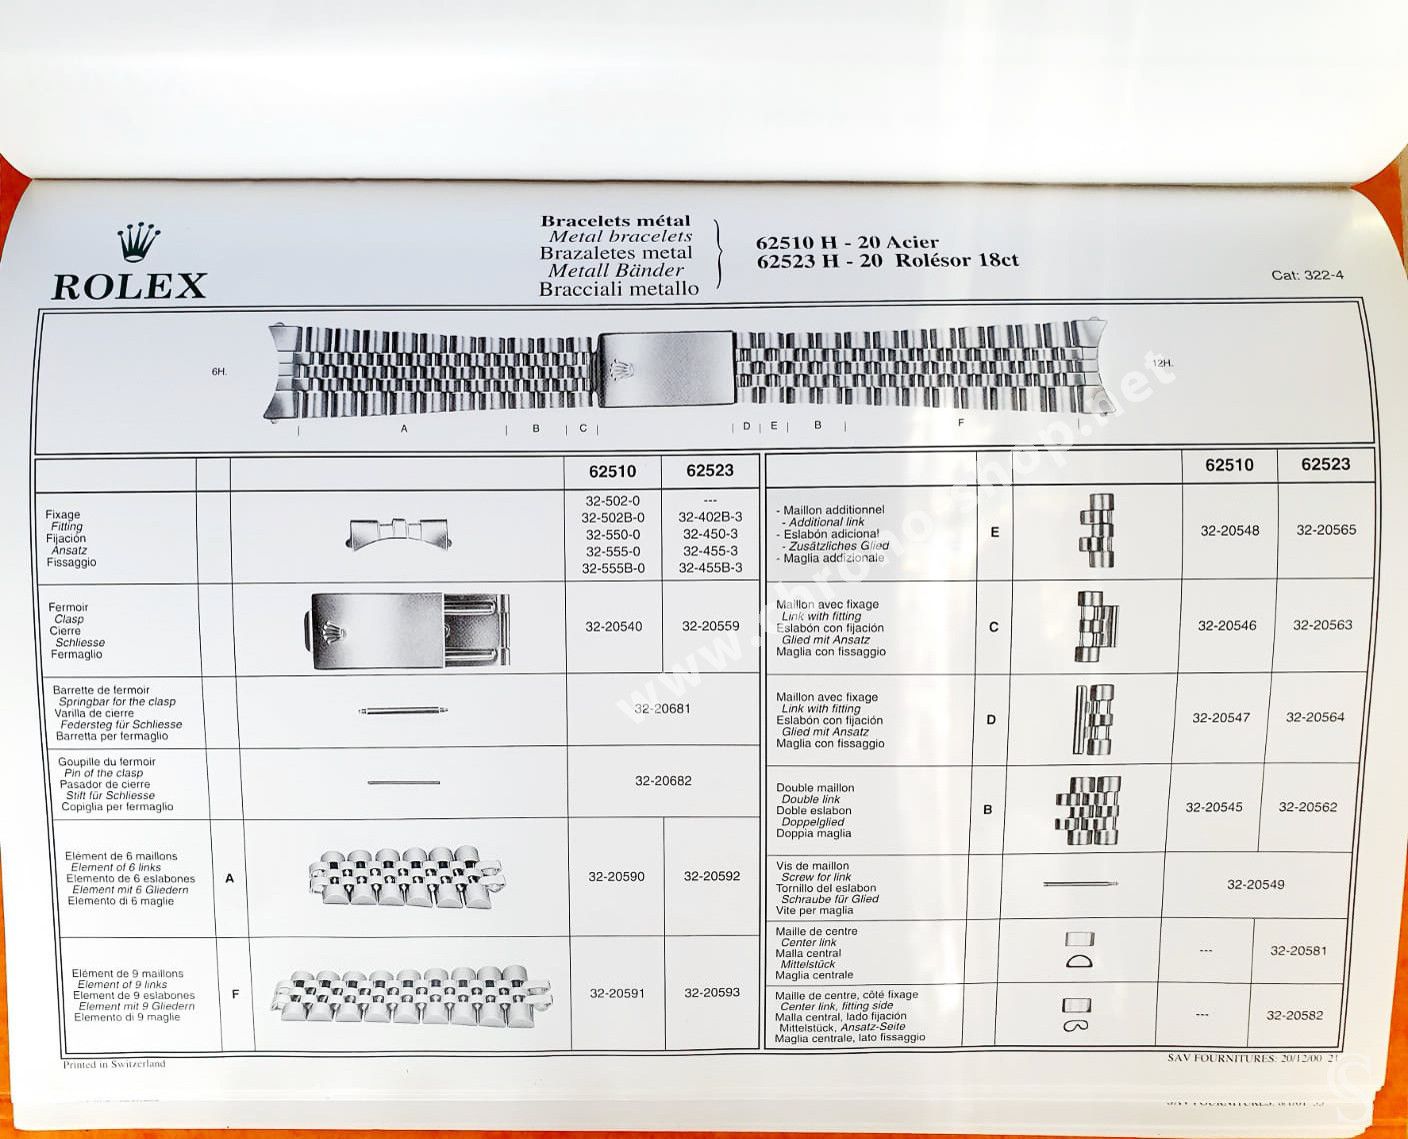 ROLEX
Bracelets métal
Metal bracelets
Brazaletes metal
Metall Bänder
Bracciali metallo
62510 H - 20 Acier
62523 H - 20 Rolésor 18ct
Cat: 322-4
6H.
12H.
A B C D E B F
62510 62523
Fixage
Fitting
Fijación
Ansatz
Fissaggio
32-502-0 ---
32-502B-0 32-402B-3
32-550-0 32-450-3
32-555-0 32-455-3
32-555B-0 32-455B-3
Fermoir
Clasp
Cierre
Schliesse
Fermaglio
32-20540 32-20559
Barrette de fermoir
Springbar for the clasp
Varilla de cierre
Federsteg für Schliesse
Barretta per fermaglio
32-20681
Goupille du fermoir
Pin of the clasp
Pasador de cierre
Stift für Schliesse
Copiglia per fermaglio
32-20682
Elément de 6 maillons
Element of 6 links
Elemento de 6 eslabones
Element mit 6 Gliedern
Elemento di 6 maglie
A
32-20590 32-20592
Elément de 9 maillons
Element of 9 links
Elemento de 9 eslabones
Element mit 9 Gliedern
Elemento di 9 maglie
F
32-20591 32-20593
62510 62523
- Maillon additionnel
- Additional link
- Eslabón adicional
- Zusätzliches Glied
- Maglia addizionale
E
32-20548 32-20565
Maillon avec fixage
Link with fitting
Eslabón con fijación
Glied mit Ansatz
Maglia con fissaggio
C
32-20546 32-20563
Maillon avec fixage
Link with fitting
Eslabón con fijación
Glied mit Ansatz
Maglia con fissaggio
D
32-20547 32-20564
Double maillon
Double link
Doble eslabon
Doppelglied
Doppia maglia
B
32-20545 32-20562
Vis de maillon
Screw for link
Tornillo del eslabon
Schraube für Glied
Vite per maglia
32-20549
Maille de centre
Center link
Malla central
Mittelstück
Maglia centrale
--- 32-20581
Maille de centre, côté fixage
Center link, fitting side
Malla central, lado fijación
Mittelstück, Ansatz-Seite
Maglia centrale, lato fissaggio
--- 32-20582
Printed in Switzerland
SAV FOURNITURES: 20/12/00 21
www.chrono-shop.net